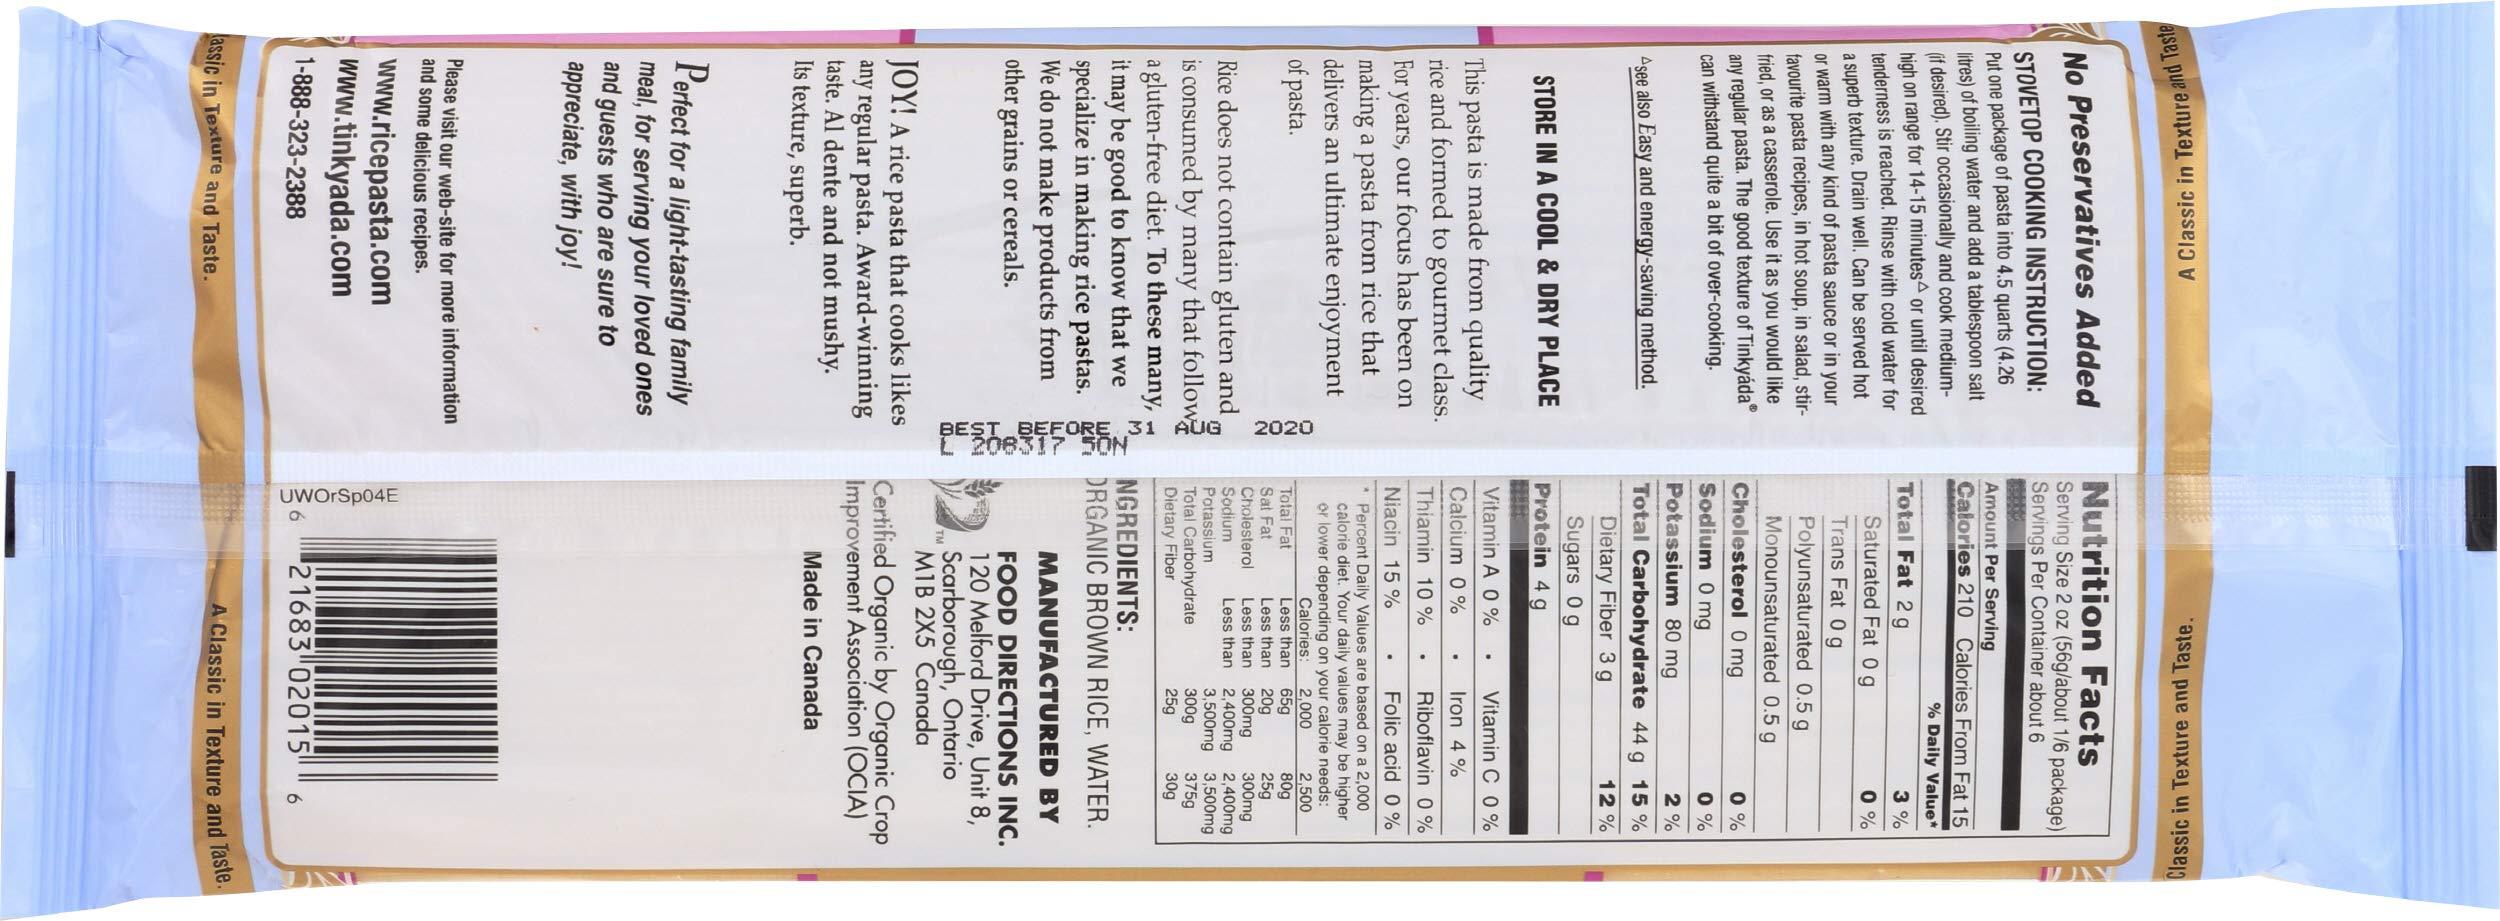 A Classic in Texture and Taste.
No Preservatives Added
STOVETOP COOKING INSTRUCTION:
Put one package of pasta into 4.5 quarts (4.26
litres) of boiling water and add a tablespoon salt
(if desired). Stir occasionally and cook medium-
high on range for 14-15 minutes△ or until desired
tenderness is reached. Rinse with cold water for
a superb texture. Drain well. Can be served hot
or warm with any kind of pasta sauce or in your
favourite pasta recipes, in hot soup, in salad, stir-
fried, or as a casserole. Use it as you would like
any regular pasta. The good texture of Tinkyáda®
can withstand quite a bit of over-cooking.
△see also Easy and energy-saving method.
STORE IN A COOL & DRY PLACE
This pasta is made from quality
rice and formed to gourmet class.
For years, our focus has been on
making a pasta from rice that
delivers an ultimate enjoyment
of pasta.
Rice does not contain gluten and
is consumed by many that follow
a gluten-free diet. To these many,
it may be good to know that we
specialize in making rice pastas.
We do not make products from
other grains or cereals.
JOY! A rice pasta that cooks likes
any regular pasta. Award-winning
taste. Al dente and not mushy.
Its texture, superb.
Perfect for a light-tasting family
meal, for serving your loved ones
and guests who are sure to
appreciate, with joy!
Please visit our web-site for more information
and some delicious recipes.
www.ricepasta.com
www.tinkyada.com
1-888-323-2388
assic in Texture and Taste.
BEST BEFORE 31 AUG 2020
Classic in Texture and Taste.
Nutrition Facts
Serving Size 2 oz (56g/about 1/6 package)
Servings Per Container about 6
Amount Per Serving
Calories 210 Calories From Fat 15
% Daily Value*
Total Fat 2 g 3 %
Saturated Fat 0 g 0 %
Trans Fat 0 g
Polyunsaturated 0.5 g
Monounsaturated 0.5 g
Cholesterol 0 mg 0 %
Sodium 0 mg 0 %
Potassium 80 mg 2 %
Total Carbohydrate 44 g 15 %
Dietary Fiber 3 g 12 %
Sugars 0 g
Protein 4 g
Vitamin A 0 % • Vitamin C 0 %
Calcium 0 % • Iron 4 %
Thiamin 10 % • Riboflavin 0 %
Niacin 15 % • Folic acid 0 %
* Percent Daily Values are based on a 2,000
calorie diet. Your daily values may be higher
or lower depending on your calorie needs:
Calories: 2,000 2,500
Total Fat Less than 65g 80g
Sat Fat Less than 20g 25g
Cholesterol Less than 300mg 300mg
Sodium Less than 2,400mg 2,400mg
Potassium 3,500mg 3,500mg
Total Carbohydrate 300g 375g
Dietary Fiber 25g 30g
NGREDIENTS:
ORGANIC BROWN RICE, WATER.
MANUFACTURED BY
FOOD DIRECTIONS INC.
120 Melford Drive, Unit 8,
Scarborough, Ontario
M1B 2X5 Canada
TM
Certified Organic by Organic Crop
Improvement Association (OCIA)
Made in Canada
UWOrSp04E
6 21683 02015 6
A Classic in Texture and Taste.